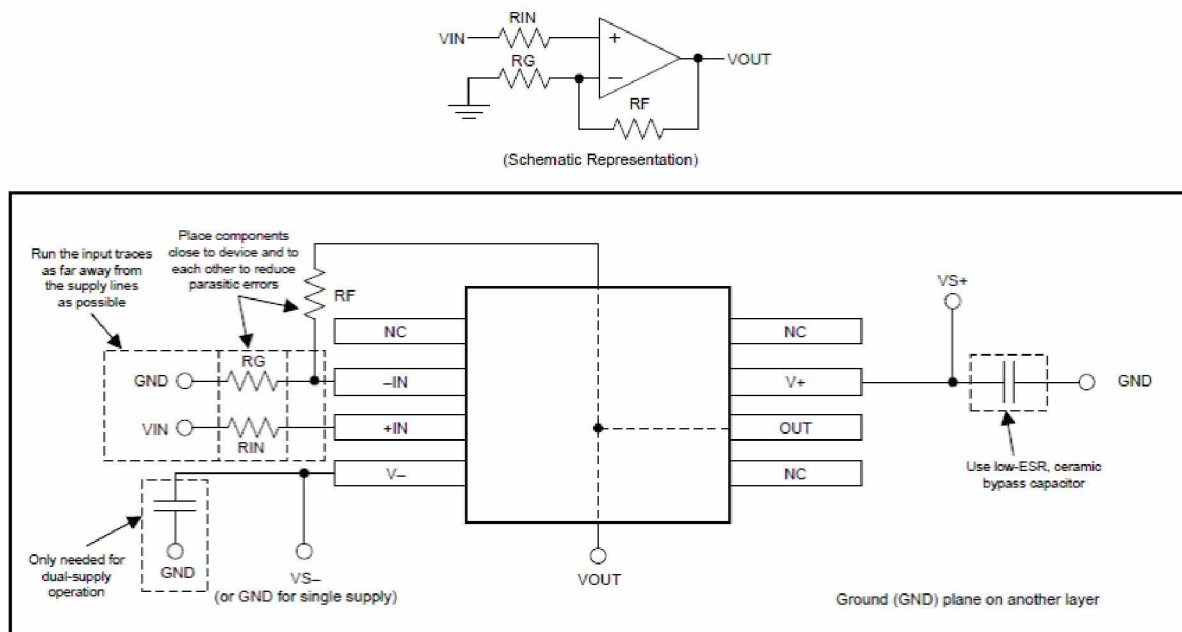 VIN
RIN
RG
+
–
VOUT
RF
(Schematic Representation)
Run the input traces
as far away from
the supply lines
as possible
Place components
close to device and to
each other to reduce
parasitic errors
RF
VS+
NC
NC
RG
GND
–IN
V+
GND
VIN
RIN
+IN
OUT
V–
NC
Use low-ESR, ceramic
bypass capacitor
Only needed for
dual-supply
operation
GND
VS–
(or GND for single supply)
VOUT
Ground (GND) plane on another layer